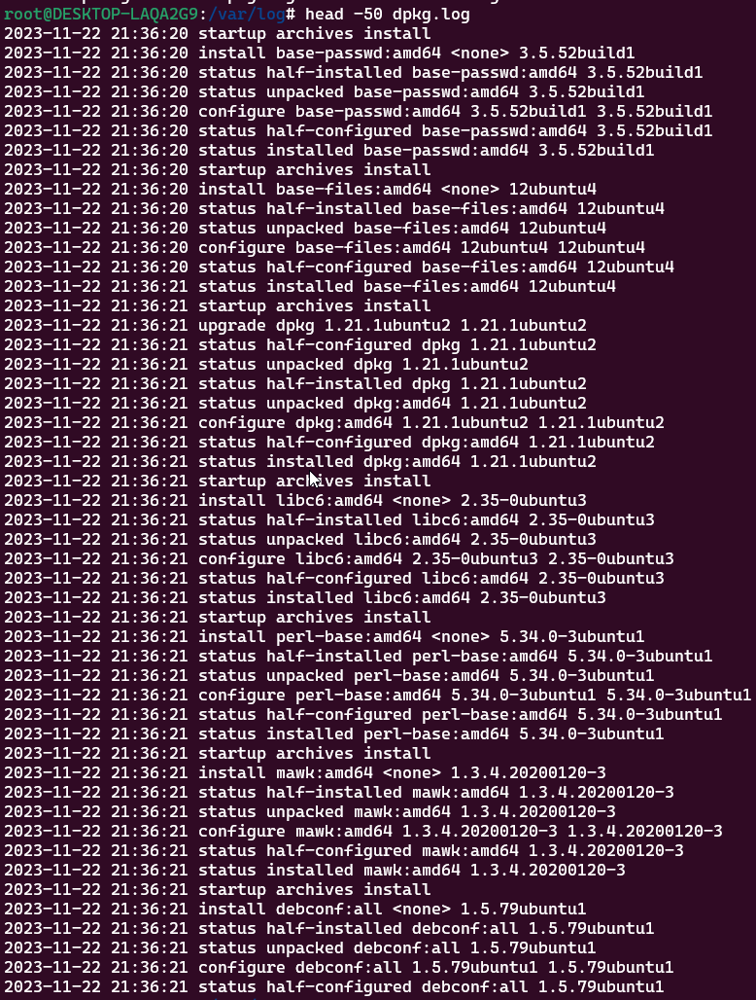 root@DESKTOP-LAQA2G9:/var/log# head -50 dpkg.log
2023-11-22 21:36:20 startup archives install
2023-11-22 21:36:20 install base-passwd:amd64 <none> 3.5.52build1
2023-11-22 21:36:20 status half-installed base-passwd:amd64 3.5.52build1
2023-11-22 21:36:20 status unpacked base-passwd:amd64 3.5.52build1
2023-11-22 21:36:20 configure base-passwd:amd64 3.5.52build1 3.5.52build1
2023-11-22 21:36:20 status half-configured base-passwd:amd64 3.5.52build1
2023-11-22 21:36:20 status installed base-passwd:amd64 3.5.52build1
2023-11-22 21:36:20 startup archives install
2023-11-22 21:36:20 install base-files:amd64 <none> 12ubuntu4
2023-11-22 21:36:20 status half-installed base-files:amd64 12ubuntu4
2023-11-22 21:36:20 status unpacked base-files:amd64 12ubuntu4
2023-11-22 21:36:20 configure base-files:amd64 12ubuntu4 12ubuntu4
2023-11-22 21:36:20 status half-configured base-files:amd64 12ubuntu4
2023-11-22 21:36:21 status installed base-files:amd64 12ubuntu4
2023-11-22 21:36:21 startup archives install
2023-11-22 21:36:21 upgrade dpkg 1.21.1ubuntu2 1.21.1ubuntu2
2023-11-22 21:36:21 status half-configured dpkg 1.21.1ubuntu2
2023-11-22 21:36:21 status unpacked dpkg 1.21.1ubuntu2
2023-11-22 21:36:21 status half-installed dpkg 1.21.1ubuntu2
2023-11-22 21:36:21 status unpacked dpkg:amd64 1.21.1ubuntu2
2023-11-22 21:36:21 configure dpkg:amd64 1.21.1ubuntu2 1.21.1ubuntu2
2023-11-22 21:36:21 status half-configured dpkg:amd64 1.21.1ubuntu2
2023-11-22 21:36:21 status installed dpkg:amd64 1.21.1ubuntu2
2023-11-22 21:36:21 startup archives install
2023-11-22 21:36:21 install libc6:amd64 <none> 2.35-0ubuntu3
2023-11-22 21:36:21 status half-installed libc6:amd64 2.35-0ubuntu3
2023-11-22 21:36:21 status unpacked libc6:amd64 2.35-0ubuntu3
2023-11-22 21:36:21 configure libc6:amd64 2.35-0ubuntu3 2.35-0ubuntu3
2023-11-22 21:36:21 status half-configured libc6:amd64 2.35-0ubuntu3
2023-11-22 21:36:21 status installed libc6:amd64 2.35-0ubuntu3
2023-11-22 21:36:21 startup archives install
2023-11-22 21:36:21 install perl-base:amd64 <none> 5.34.0-3ubuntu1
2023-11-22 21:36:21 status half-installed perl-base:amd64 5.34.0-3ubuntu1
2023-11-22 21:36:21 status unpacked perl-base:amd64 5.34.0-3ubuntu1
2023-11-22 21:36:21 configure perl-base:amd64 5.34.0-3ubuntu1 5.34.0-3ubuntu1
2023-11-22 21:36:21 status half-configured perl-base:amd64 5.34.0-3ubuntu1
2023-11-22 21:36:21 status installed perl-base:amd64 5.34.0-3ubuntu1
2023-11-22 21:36:21 startup archives install
2023-11-22 21:36:21 install mawk:amd64 <none> 1.3.4.20200120-3
2023-11-22 21:36:21 status half-installed mawk:amd64 1.3.4.20200120-3
2023-11-22 21:36:21 status unpacked mawk:amd64 1.3.4.20200120-3
2023-11-22 21:36:21 configure mawk:amd64 1.3.4.20200120-3 1.3.4.20200120-3
2023-11-22 21:36:21 status half-configured mawk:amd64 1.3.4.20200120-3
2023-11-22 21:36:21 status installed mawk:amd64 1.3.4.20200120-3
2023-11-22 21:36:21 startup archives install
2023-11-22 21:36:21 install debconf:all <none> 1.5.79ubuntu1
2023-11-22 21:36:21 status half-installed debconf:all 1.5.79ubuntu1
2023-11-22 21:36:21 status unpacked debconf:all 1.5.79ubuntu1
2023-11-22 21:36:21 configure debconf:all 1.5.79ubuntu1 1.5.79ubuntu1
2023-11-22 21:36:21 status half-configured debconf:all 1.5.79ubuntu1